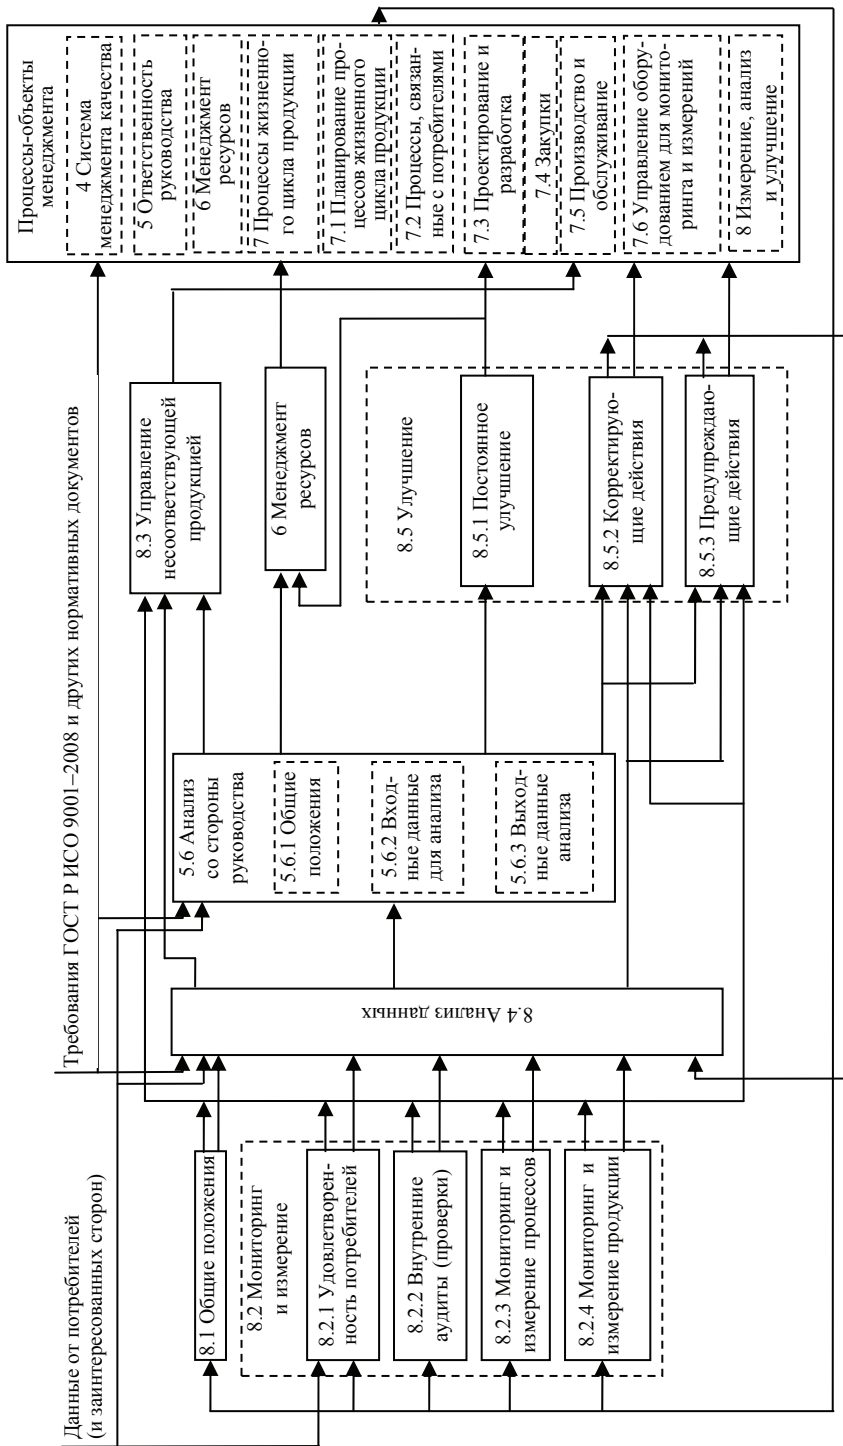 Данные от потребителей
(и заинтересованных сторон)
Требования ГОСТ Р ИСО 9001–2008 и других нормативных документов
8.1 Общие положения
8.2 Мониторинг
и измерение
8.2.1 Удовлетворен-
ность потребителей
8.2.2 Внутренние
аудиты (проверки)
8.2.3 Мониторинг и
измерение процессов
8.2.4 Мониторинг и
измерение продукции
8.4 Анализ данных
5.6 Анализ
со стороны
руководства
5.6.1 Общие
положения
5.6.2 Вход-
ные данные
для анализа
5.6.3 Выход-
ные данные
анализа
8.3 Управление
несоответствующей
продукцией
6 Менеджмент
ресурсов
8.5 Улучшение
8.5.1 Постоянное
улучшение
8.5.2 Корректирую-
щие действия
8.5.3 Предупреждаю-
щие действия
Процессы-объекты
менеджмента
4 Система
менеджмента качества
5 Ответственность
руководства
6 Менеджмент
ресурсов
7 Процессы жизненно-
го цикла продукции
7.1 Планирование про-
цессов жизненного
цикла продукции
7.2 Процессы, связан-
ные с потребителями
7.3 Проектирование и
разработка
7.4 Закупки
7.5 Производство и
обслуживание
7.6 Управление обору-
дованием для монито-
ринга и измерений
8 Измерение, анализ
и улучшение